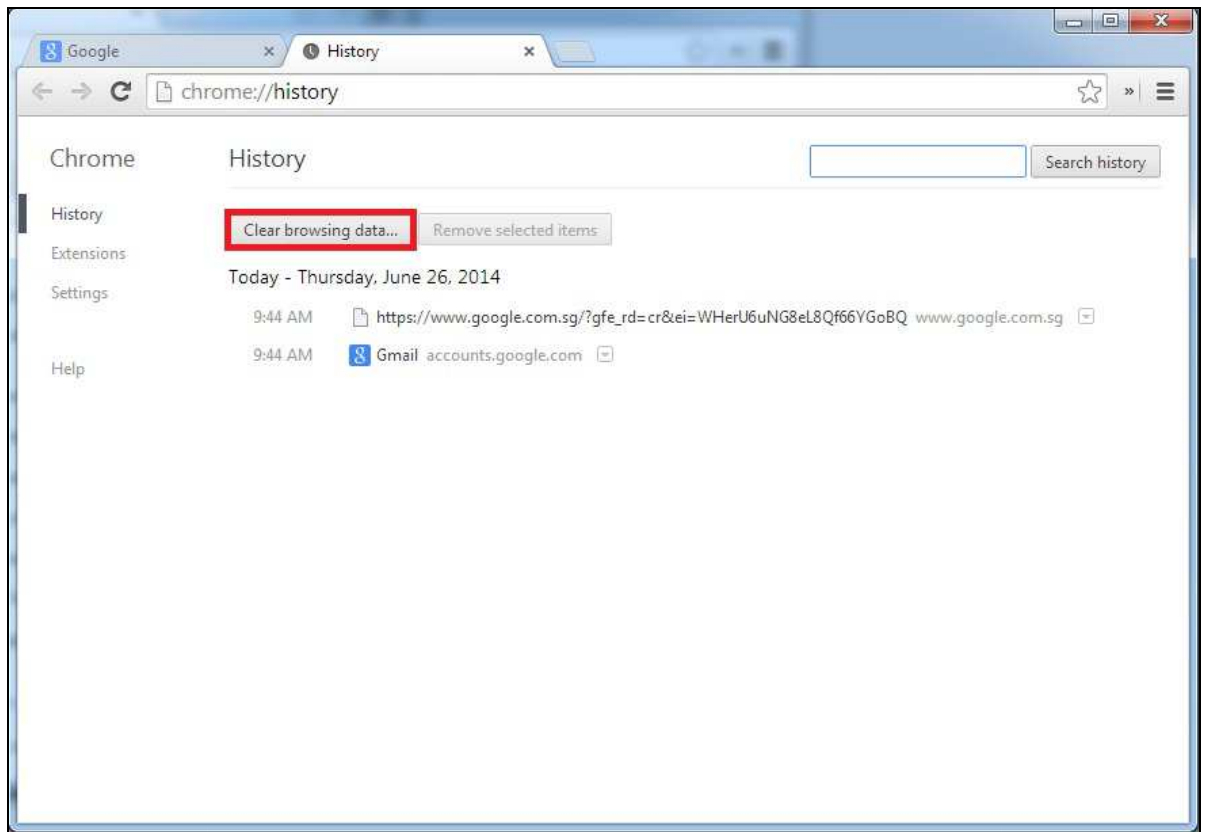 Google
History
chrome://history
Chrome
History
Search history
History
Clear browsing data...
Remove selected items
Extensions
Today - Thursday, June 26, 2014
Settings
9:44 AM https://www.google.com.sg/?gfe_rd=cr&ei=WHerU6uNG8eL8Qf66YGoBQ www.google.com.sg
9:44 AM Gmail accounts.google.com
Help